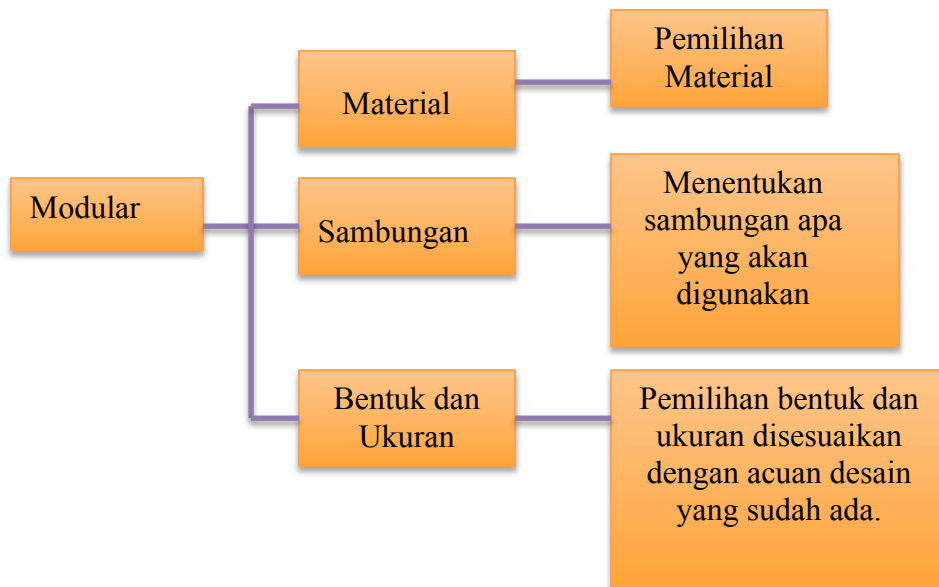 Modular
Material
Pemilihan
Material
Sambungan
Menentukan
sambungan apa
yang akan
digunakan
Bentuk dan
Ukuran
Pemilihan bentuk dan
ukuran disesuaikan
dengan acuan desain
yang sudah ada.